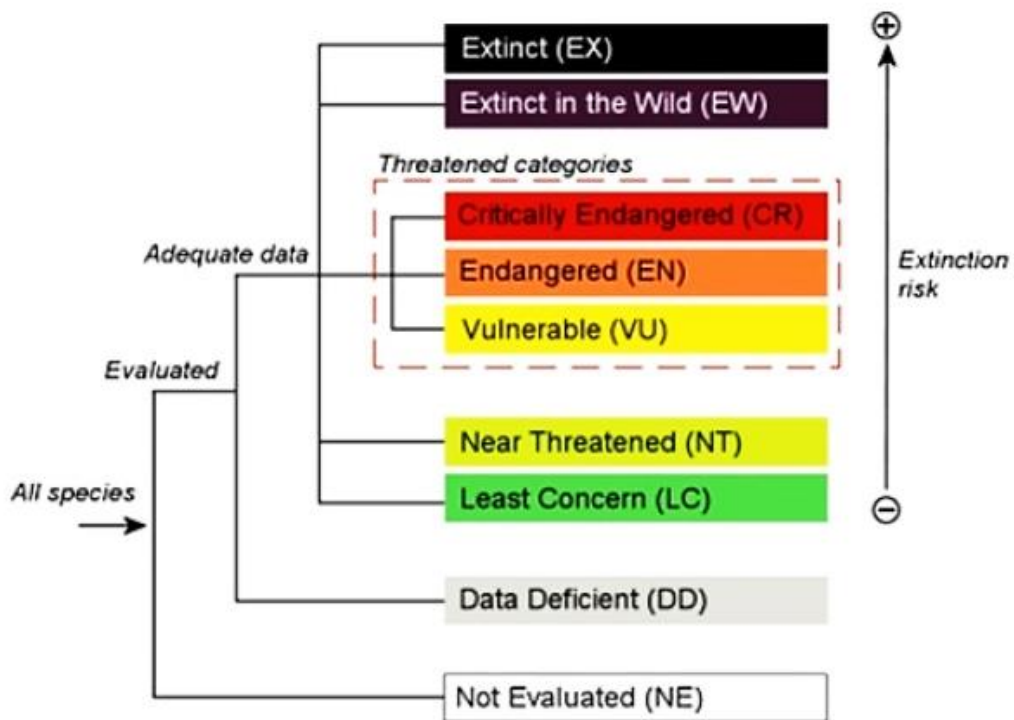 Extinct (EX)
Extinct in the Wild (EW)
Threatened categories
Critically Endangered (CR)
Adequate data
Endangered (EN)
Extinction
risk
Vulnerable (VU)
Evaluated
Near Threatened (NT)
All species
Least Concern (LC)
Data Deficient (DD)
Not Evaluated (NE)